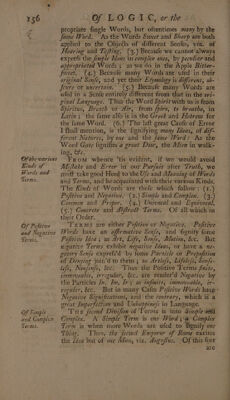 156 Of LOGIC, or the
propriate single Words, but oftentimes many by the
same Word. As the Words Sweet and Sharp are both
applied to the Objects of different Senses, viz. of
Hearing and Tasting. (3.) Because we cannot always
express the simple Ideas in complex ones, by peculiar and
appropriated Words; as we do in the Apple Bitter-
sweet. (4.) Because many Words are used in their
original Sense, and yet their Etymology is different, ob-
scure or uncertain. (5.) Because many Words are
used in a Sense entirely different from that in the ori-
ginal Language. Thus the Word Spirit with us is from
Spiritus, Breath or Air, from spiro, to breathe, in
Latin; the same also is in the Greek and Hebrew for
the same Word. (6.) The last great Cause of Error
I shall mention, is the signifying many Ideas, of dif-
ferent Natures, by one and the same Word: As the
Word Gate signifies a great Door, the Mien in walk-
ing, &c.
Of the various
Kinds of
Words and
Terms.
FROM whence 'tis evident, if we would avoid
Mistake and Error in our Pursuit after Truth, we
must take good Heed to the Use and Meaning of Words
and Terms, and be acquainted with their various Kinds.
The Kinds of Words are these which follow: (1.)
Positive and Negative. (2.) Simple and Complex. (3.)
Common and Proper. (4.) Universal and Equivocal.
(5.) Concrete and Abstract Terms. Of all which in
their Order.
Of Positive
and Negative
Terms.
TERMS are either Positive or Negative. Positive
Words have an affirmative Sense, and signify some
Positive Idea; as Art, Life, Sense, Motion, &c. But
negative Terms exhibit negative Ideas, or have a ne-
gative Sense express'd by some Particle or Preposition
of Denying join'd to them; as Artless, Lifeless, Sense-
less, Nonsense, &c. Thus the Positive Terms finite,
immutable, irregular, &c. are render'd Negative by
the Particles In, Im, Ir; as infinite, immoveable, ir-
regular, &c. But in many Cases Positive Words have
Negative Significations, and the contrary, which is a
great Imperfection and Unhappiness in Language.
Of Simple
and Complex
Terms.
THE second Division of Terms is into Simple and
Complex. A Simple Term is one Word; a Complex
Term is when more Words are used to signify one
Thing. Thus, the second Emperor of Rome excites
the Idea but of one Man, viz. Augustus. Of this sort
are